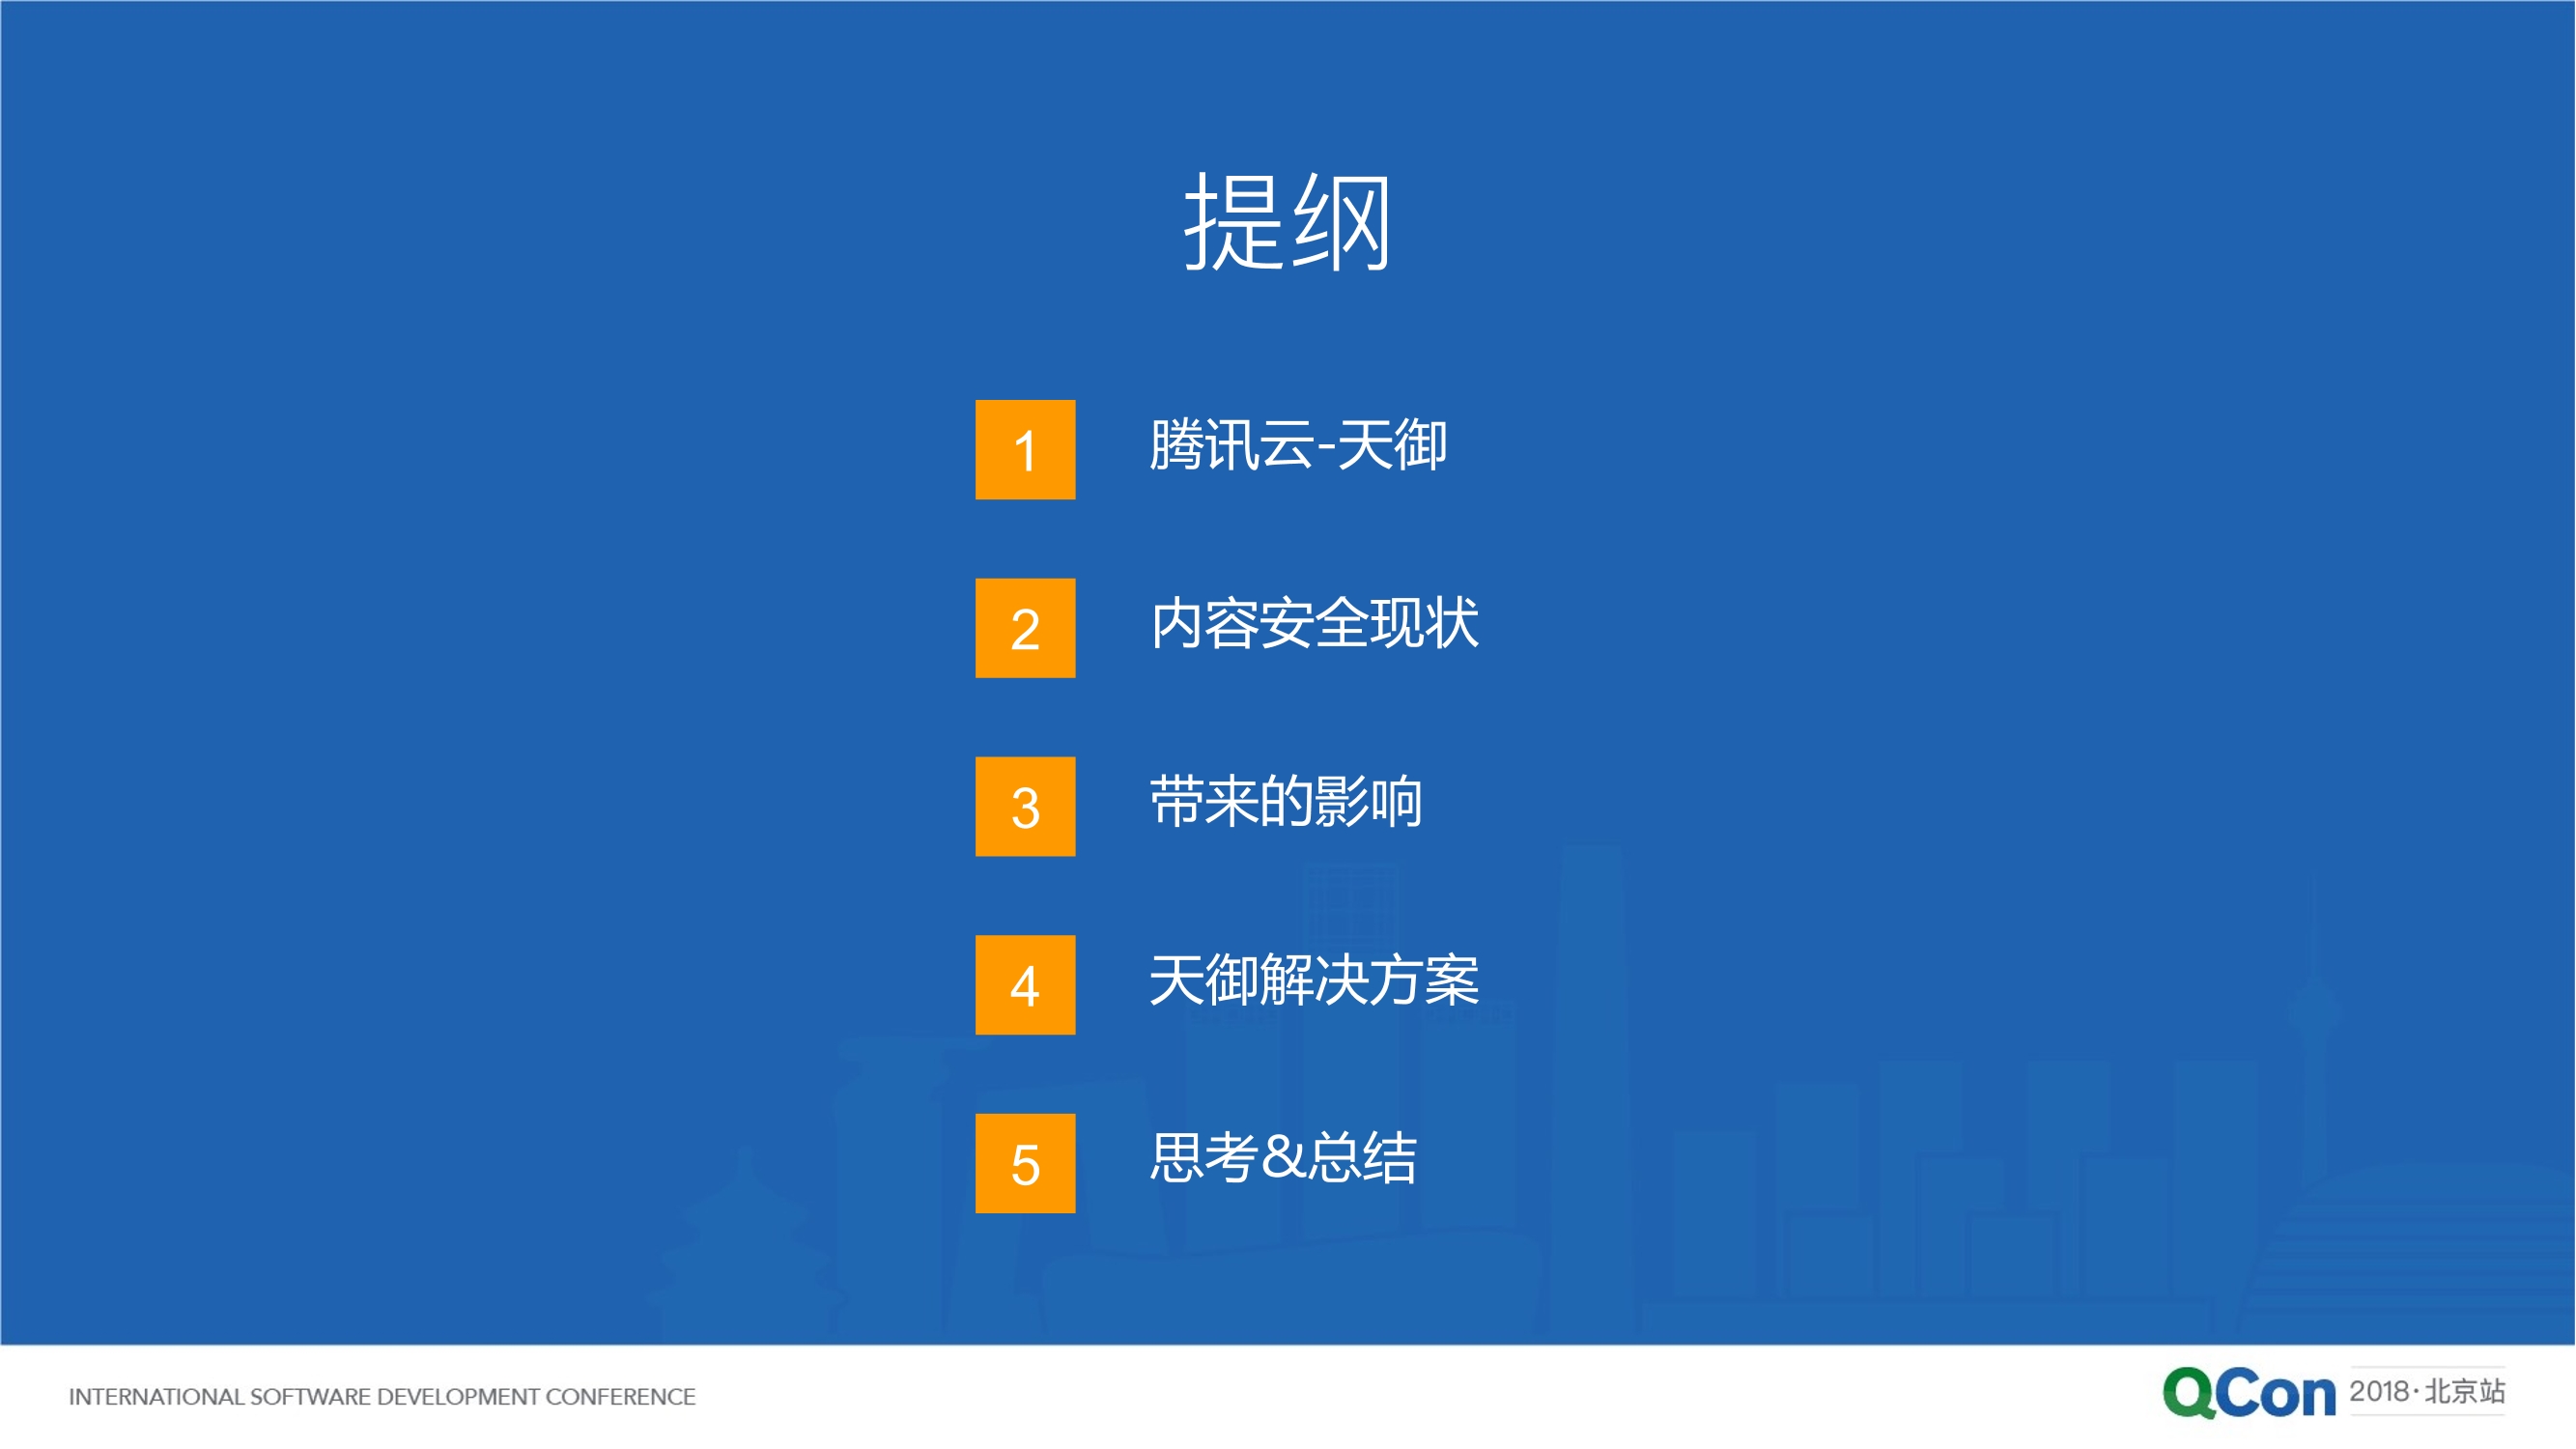 提纲
1 腾讯云-天御
2 内容安全现状
3 带来的影响
4 天御解决方案
5 思考&总结
INTERNATIONAL SOFTWARE DEVELOPMENT CONFERENCE
QCon 2018·北京站